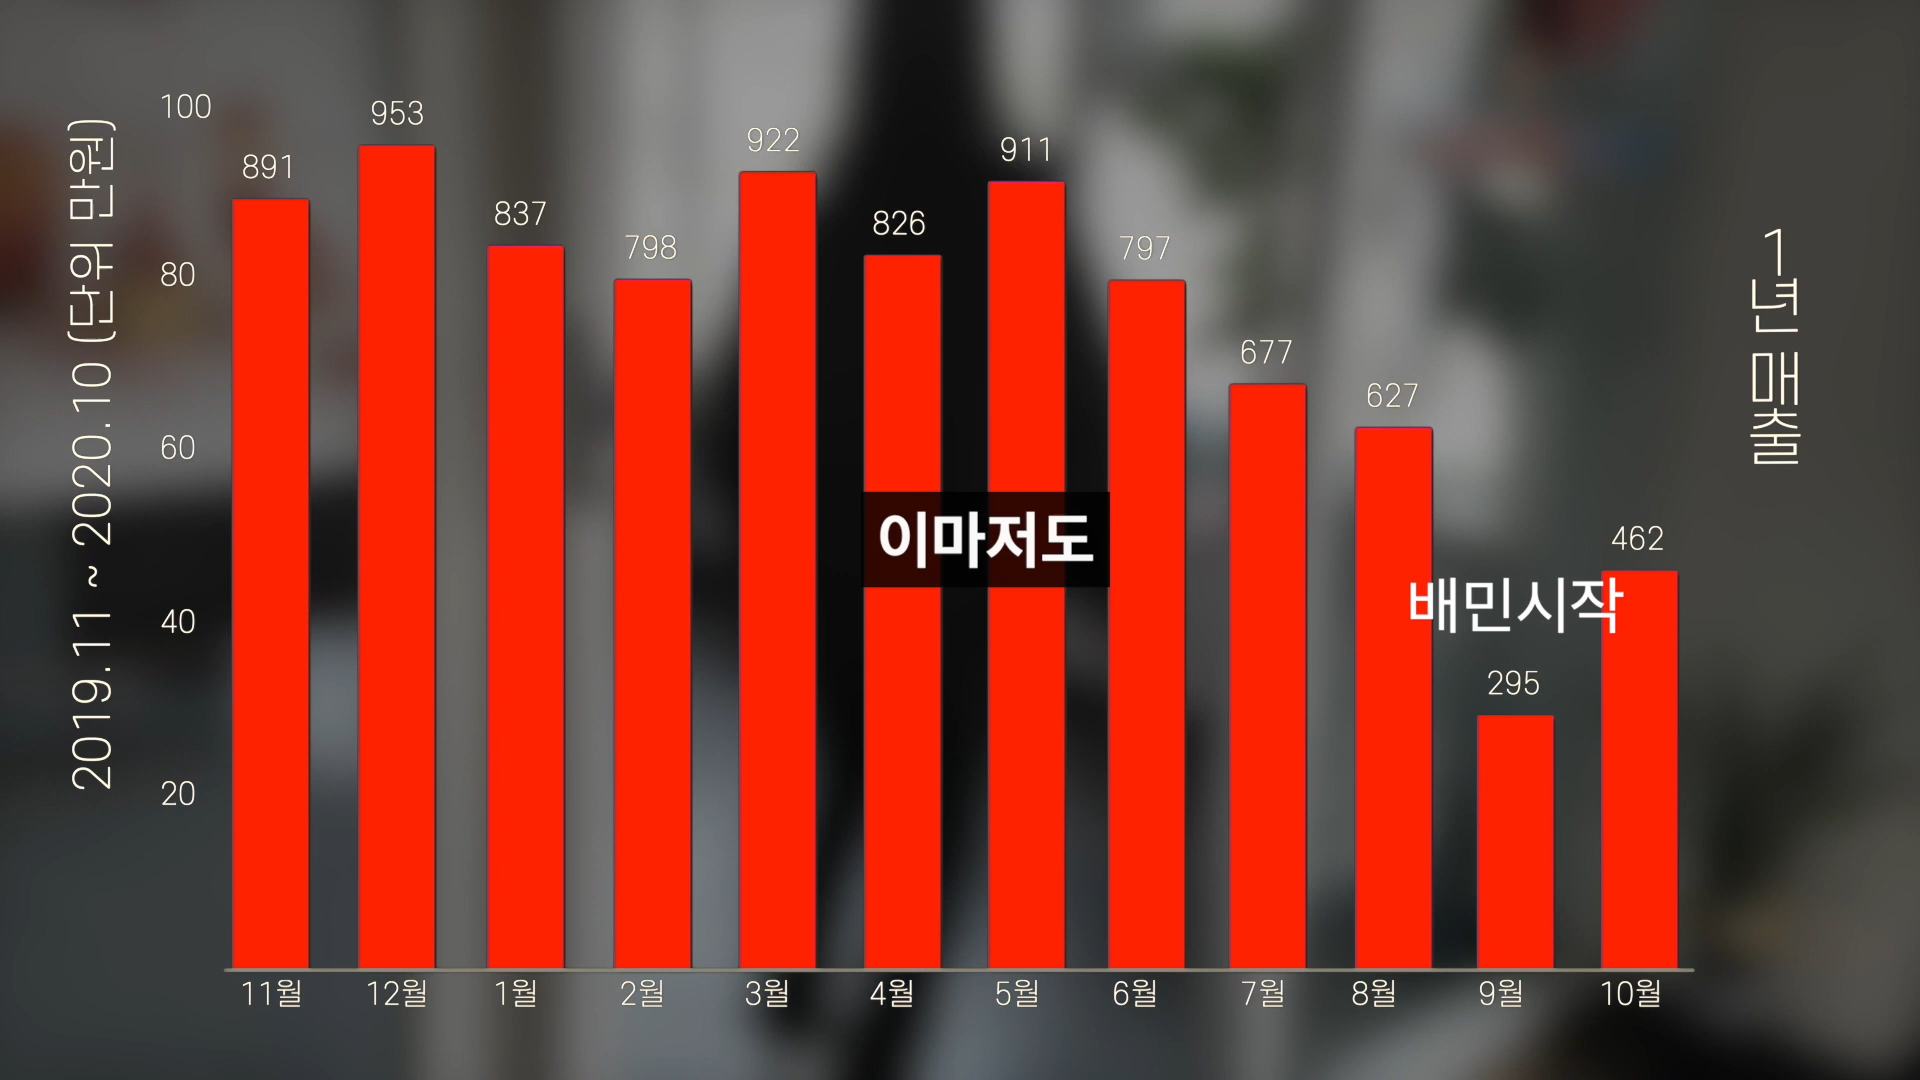 2019.11 ~ 2020.10 (단위 만원)
1년 매출
100
80
60
40
20
891
953
837
798
922
826
911
797
677
627
295
462
이마저도
배민시작
11월
12월
1월
2월
3월
4월
5월
6월
7월
8월
9월
10월